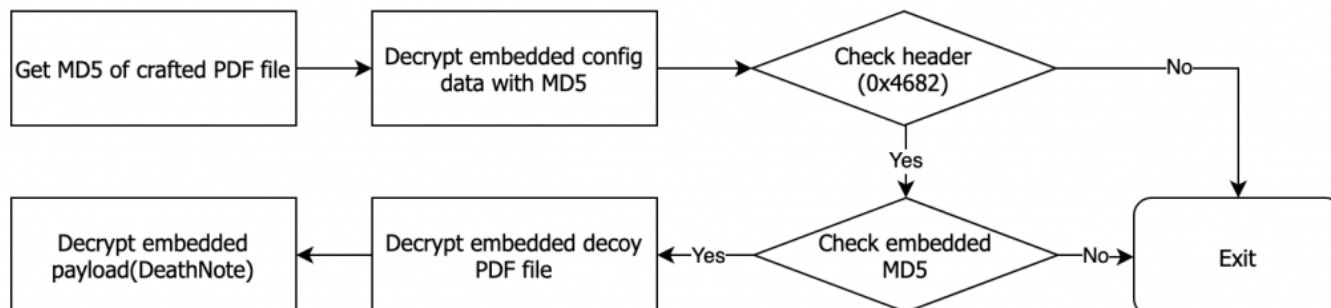 Get MD5 of crafted PDF file
Decrypt embedded config
data with MD5
Check header
(0x4682)
No
Yes
Check embedded
MD5
No
Exit
Yes
Decrypt embedded decoy
PDF file
Decrypt embedded
payload(DeathNote)